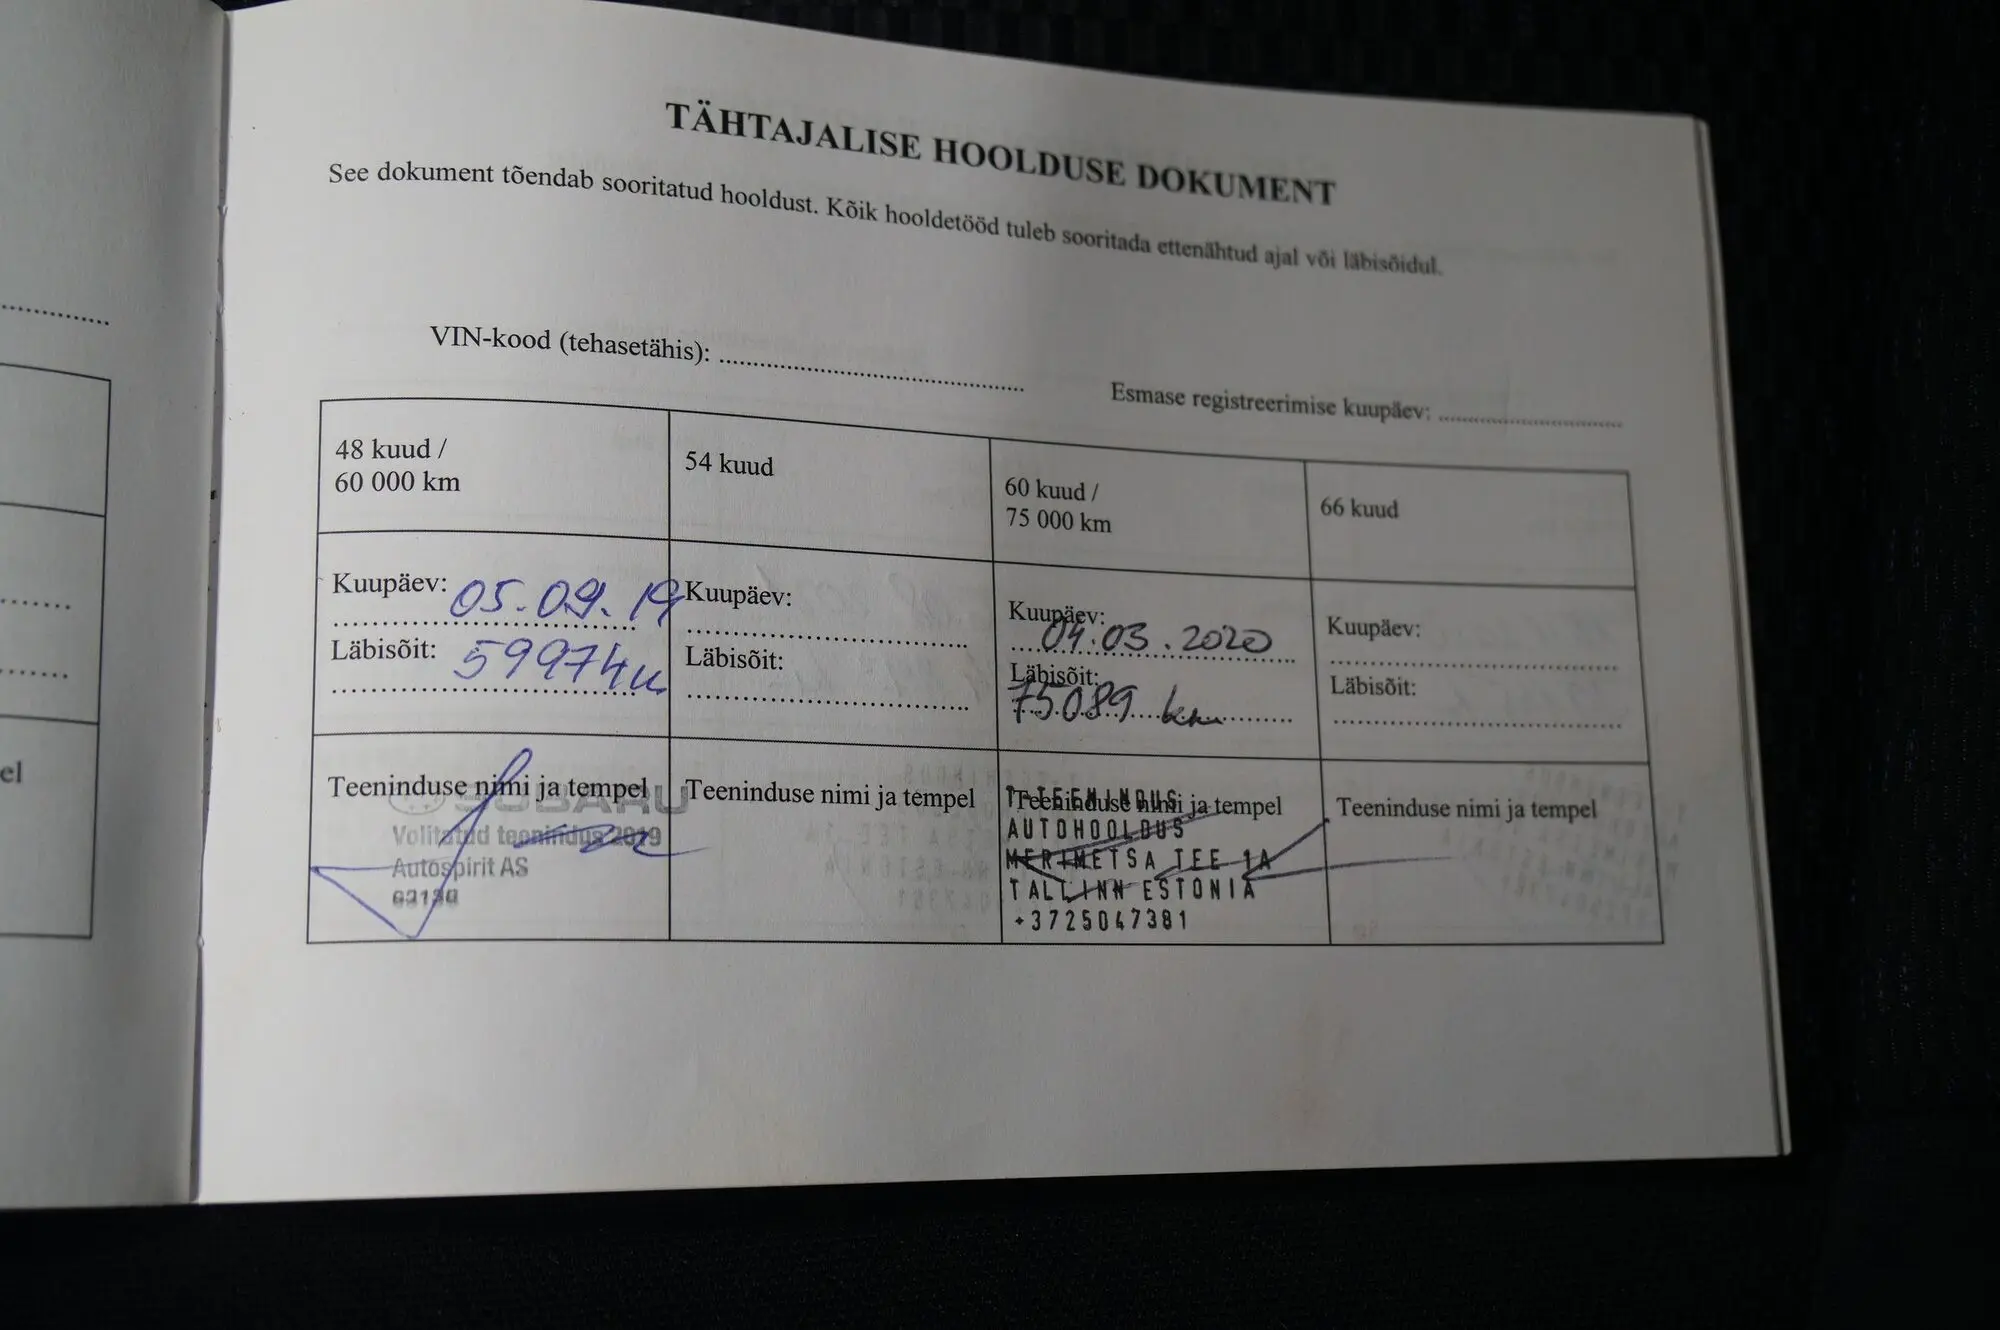 TÄHTAJALISE HOOLDUSE DOKUMENT
See dokument tõendab sooritatud hooldust. Kõik hooldetööd tuleb sooritada ettenähtud ajal või läbisõidul.
VIN-kood (tehasetähis): ..............................................
Esmase registreerimise kuupäev: ..............................
48 kuud /
60 000 km
Kuupäev: 05.09.19
Läbisõit: 59974
Teeninduse nimi ja tempel
SUBARU
Volitatud teenindus 2019
Autospirit AS
54 kuud
Kuupäev:
Läbisõit:
Teeninduse nimi ja tempel
60 kuud /
75 000 km
Kuupäev:
04.03.2020
Läbisõit:
75089 km
Teeninduse nimi ja tempel
AUTOHOOLDUS
MERIMETSA TEE 1A
TALLINN ESTONIA
+3725047381
66 kuud
Kuupäev:
Läbisõit:
Teeninduse nimi ja tempel
el